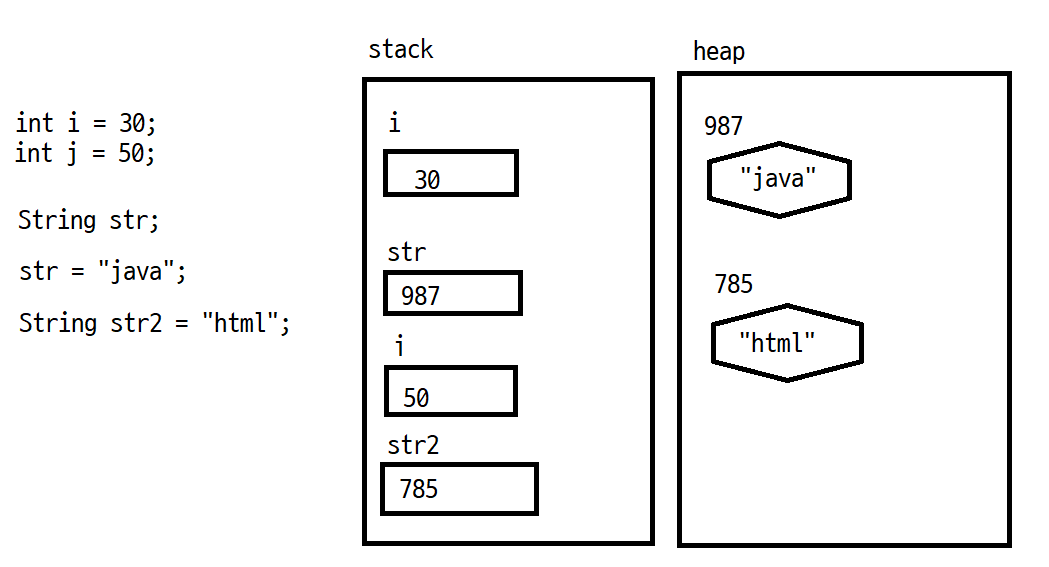 int i = 30;
int j = 50;
String str;
str = "java";
String str2 = "html";
stack
i
30
str
987
i
50
str2
785
heap
987
"java"
785
"html"